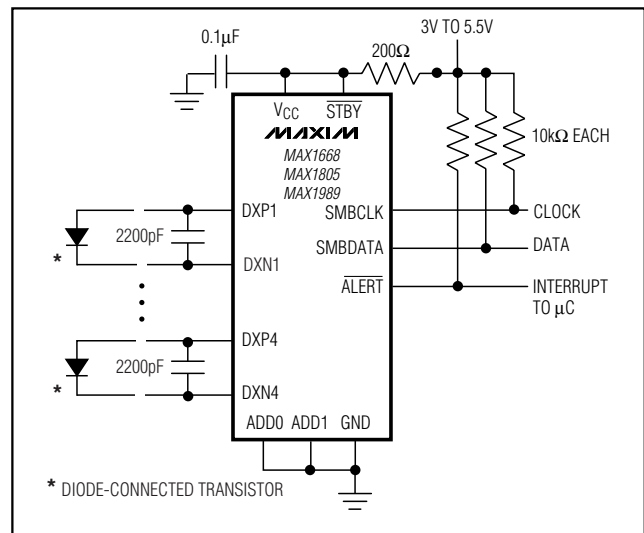 3V TO 5.5V
0.1μF
200Ω
VCC
STBY
MAXIM
10kΩ EACH
MAX1668
MAX1805
MAX1989
DXP1
SMBCLK
CLOCK
2200pF
*
SMBDATA
DATA
DXN1
ALERT
INTERRUPT
TO μC
DXP4
2200pF
*
DXN4
ADD0 ADD1 GND
* DIODE-CONNECTED TRANSISTOR